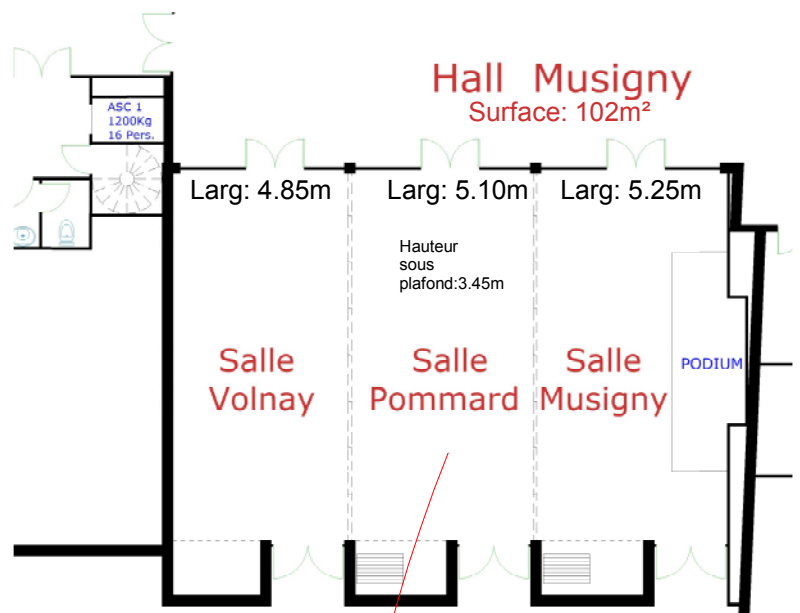 Hall Musigny
Surface: 102m²
ASC 1
1200Kg
16 Pers.
Larg: 4.85m
Larg: 5.10m
Larg: 5.25m
Hauteur
sous
plafond:3.45m
Salle
Volnay
Salle
Pommard
Salle
Musigny
PODIUM